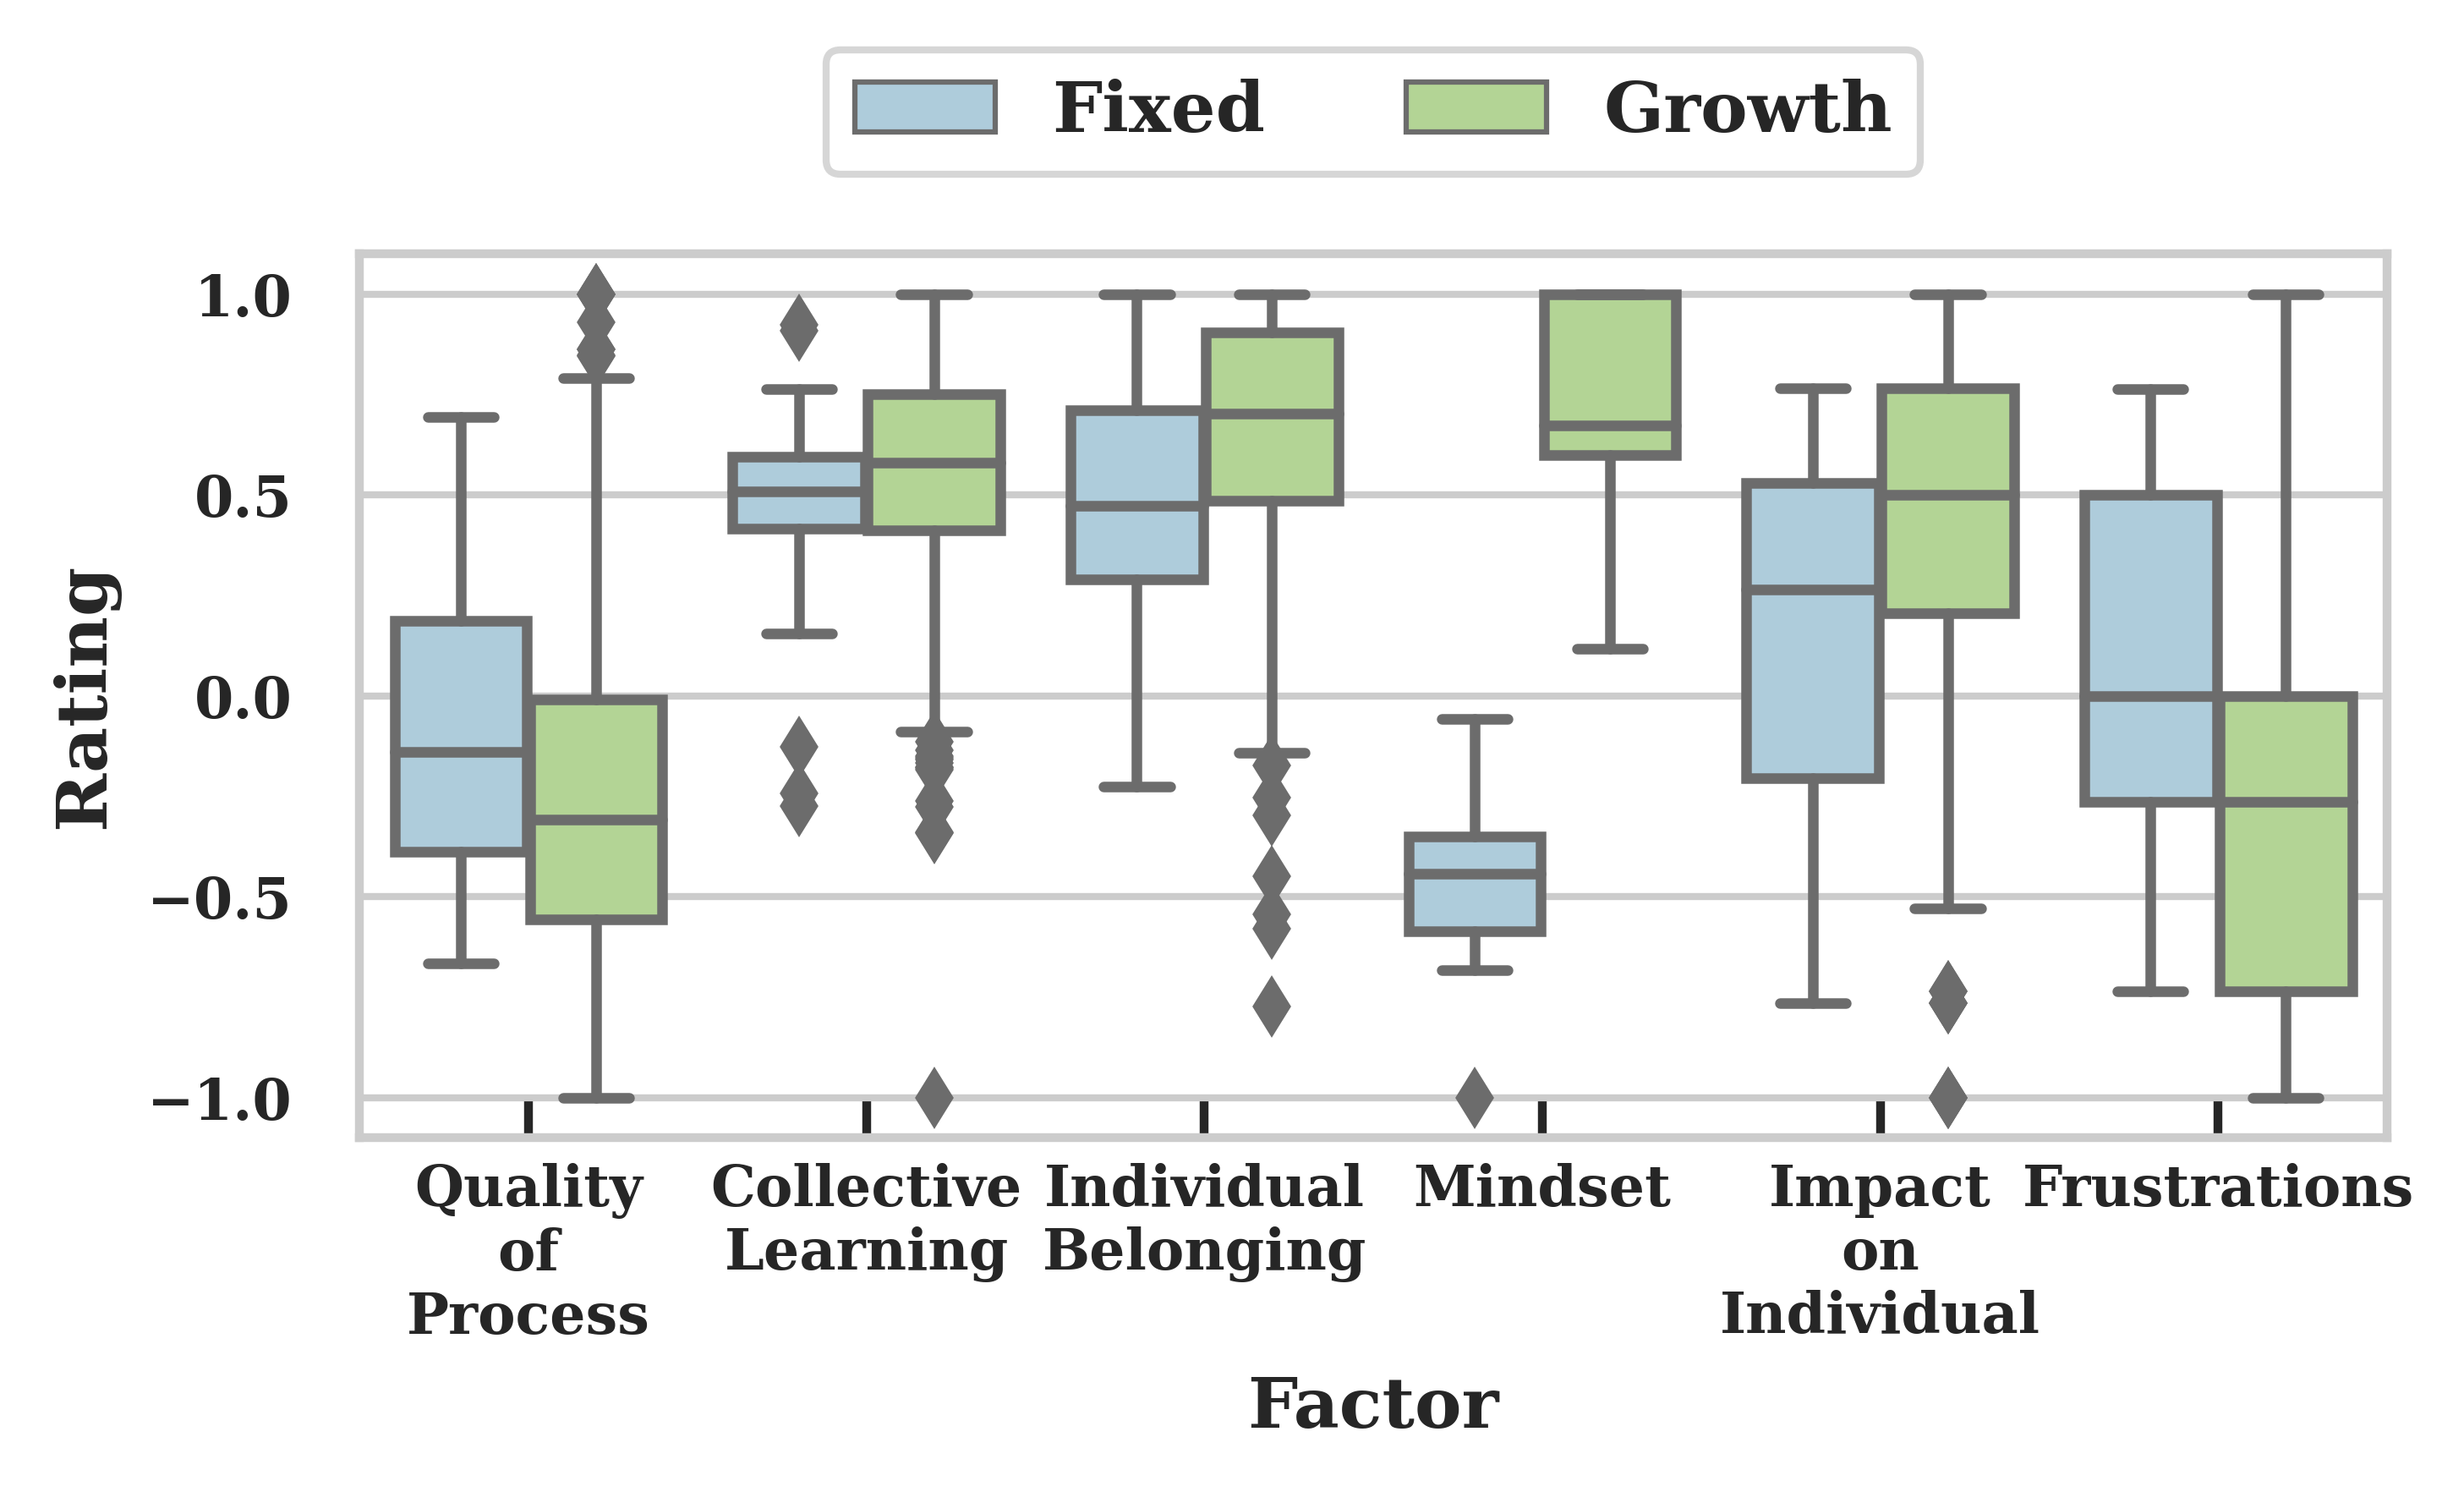 Fixed Growth
1.0
0.5
0.0
−0.5
−1.0
Rating
Quality
of
Process
Collective
Learning
Individual
Belonging
Mindset
Impact
on
Individual
Frustrations
Factor